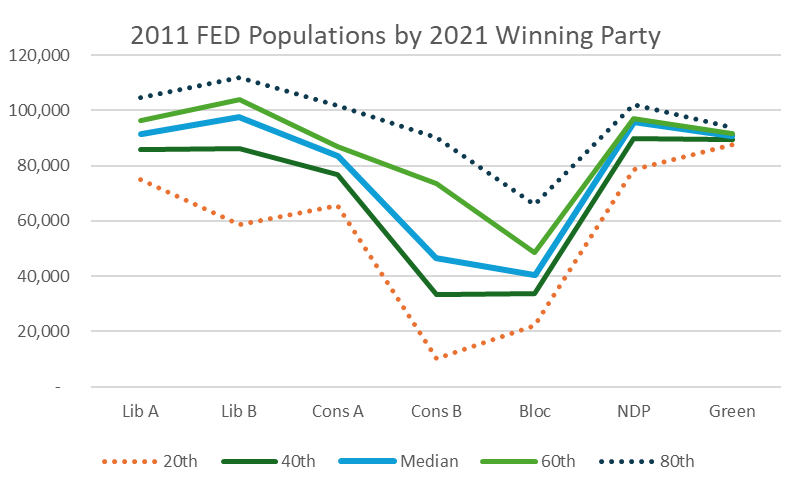 2011 FED Populations by 2021 Winning Party
120,000
100,000
80,000
60,000
40,000
20,000
-
Lib A Lib B Cons A Cons B Bloc NDP Green
20th 40th Median 60th 80th